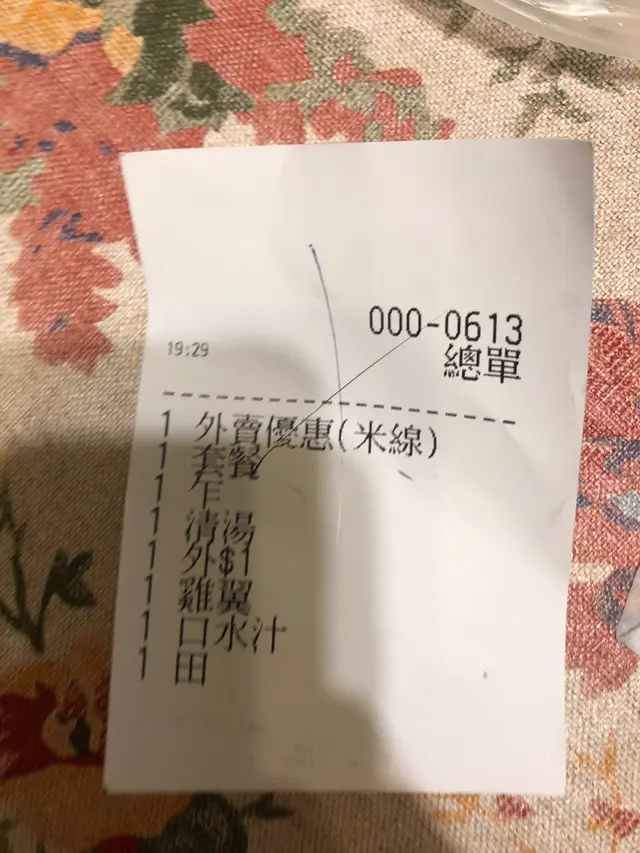 000-0613
19:29
總單
1 外賣優惠(米線)
1 套餐
1 乍
1 清湯
1 外$1
1 雞翼
1 口水汁
1 田